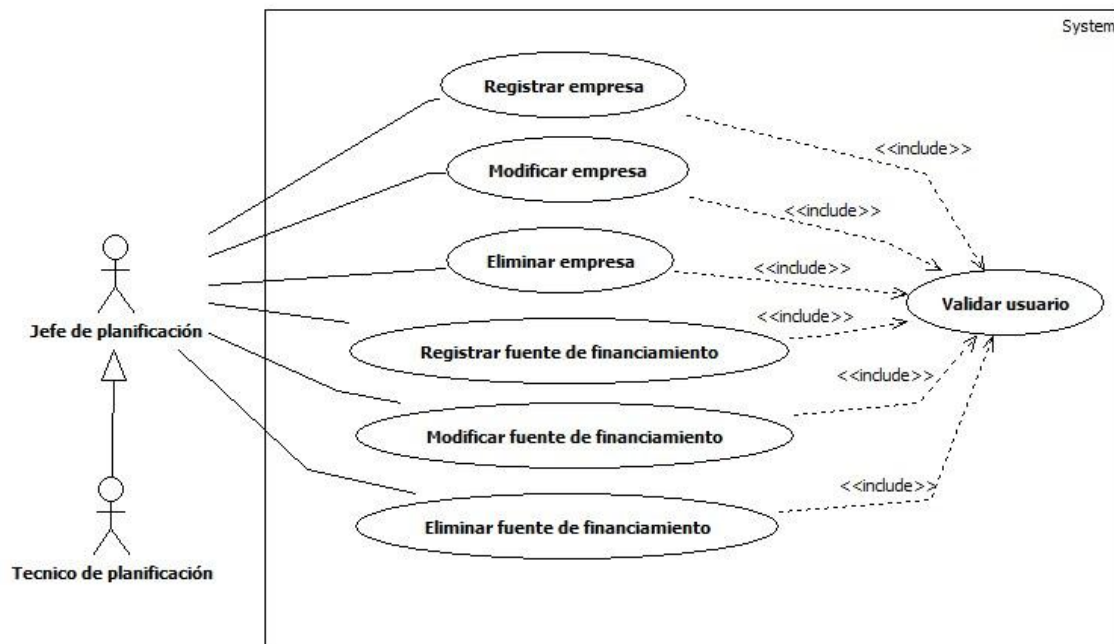 System
Registrar empresa
<<include>>
Modificar empresa
<<include>>
Eliminar empresa
<<include>>
Validar usuario
Jefe de planificación
<<include>>
Registrar fuente de financiamiento
<<include>>
Modificar fuente de financiamiento
<<include>>
Eliminar fuente de financiamiento
Tecnico de planificación